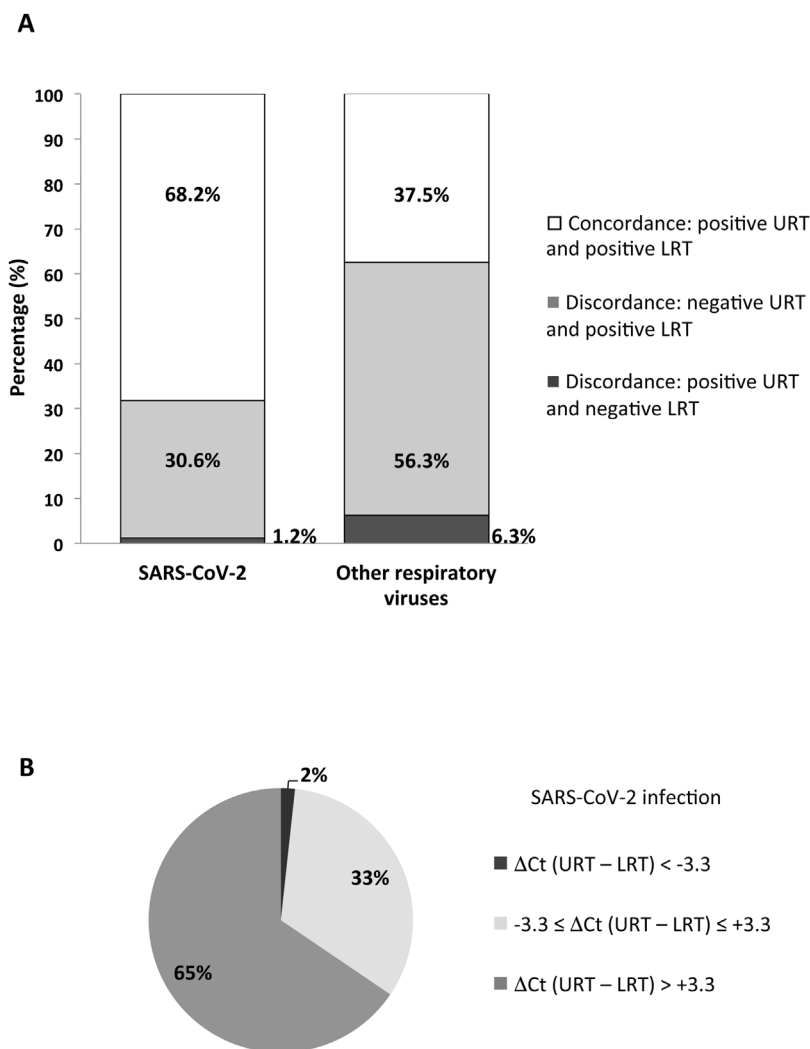 A
100
90
80
70
60
50
40
30
20
10
0
Percentage (%)
68.2%
37.5%
30.6%
56.3%
1.2%
6.3%
SARS-CoV-2
Other respiratory
viruses
Concordance: positive URT
and positive LRT
Discordance: negative URT
and positive LRT
Discordance: positive URT
and negative LRT
B
2%
33%
65%
SARS-CoV-2 infection
ΔCt (URT – LRT) < -3.3
-3.3 ≤ ΔCt (URT – LRT) ≤ +3.3
ΔCt (URT – LRT) > +3.3